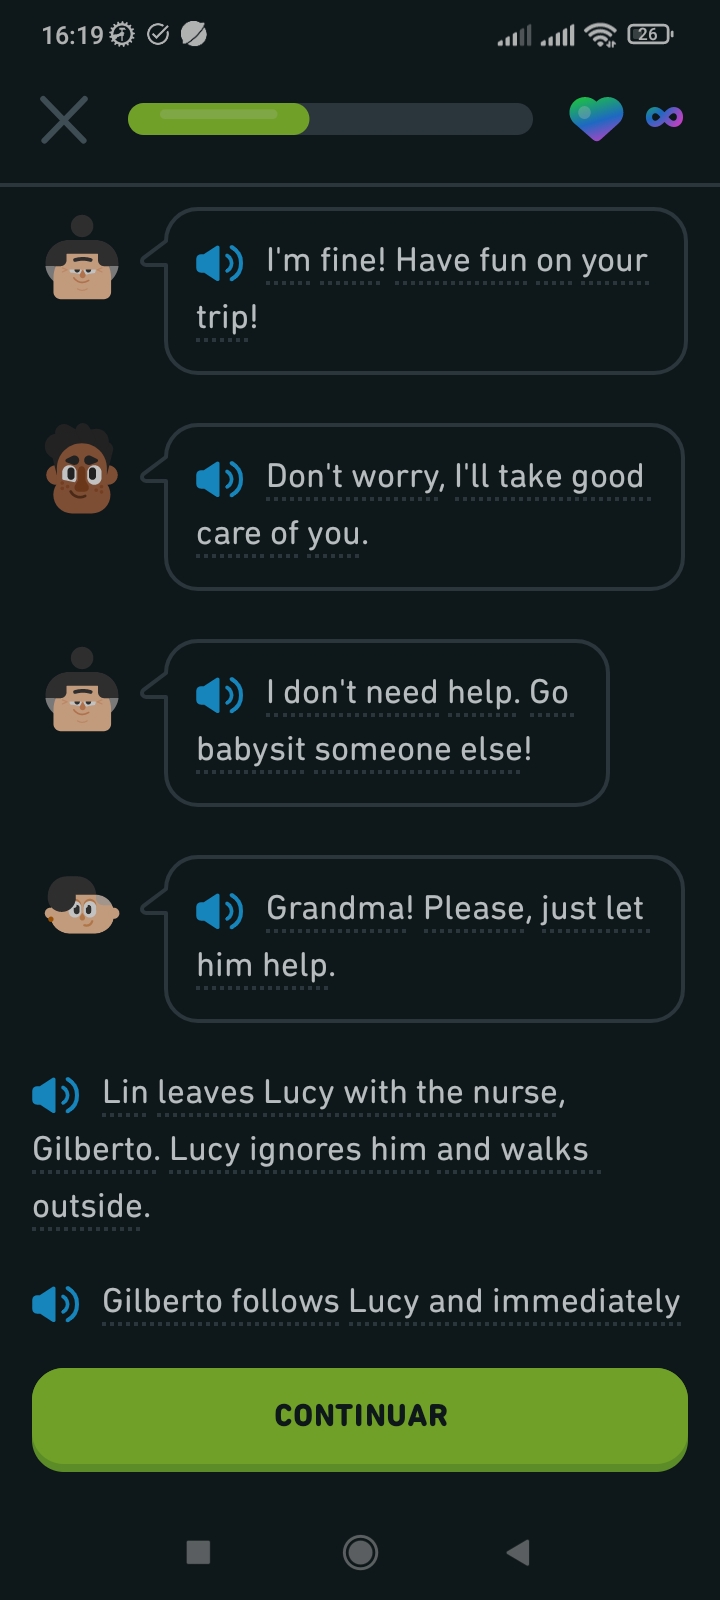 16:19
26
I'm fine! Have fun on your
trip!
Don't worry, I'll take good
care of you.
I don't need help. Go
babysit someone else!
Grandma! Please, just let
him help.
Lin leaves Lucy with the nurse,
Gilberto. Lucy ignores him and walks
outside.
Gilberto follows Lucy and immediately
CONTINUAR